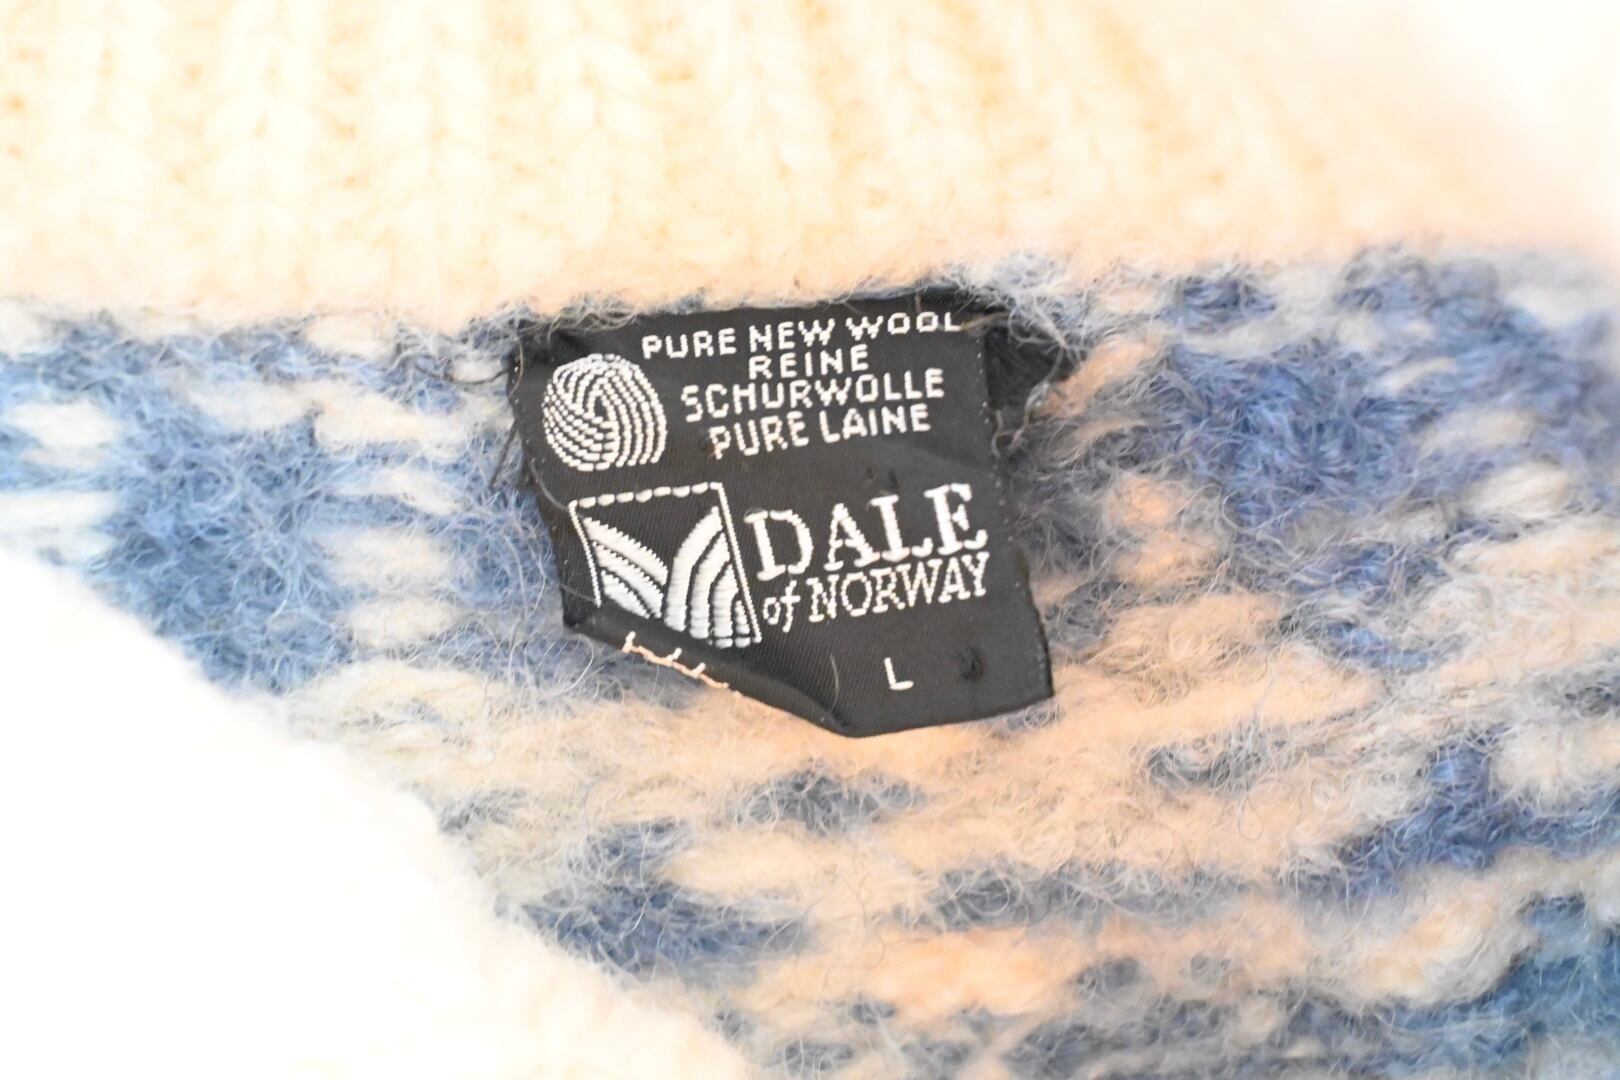 PURE NEW WOOL
REINE
SCHURWOLLE
PURE LAINE
DALE
of NORWAY
L